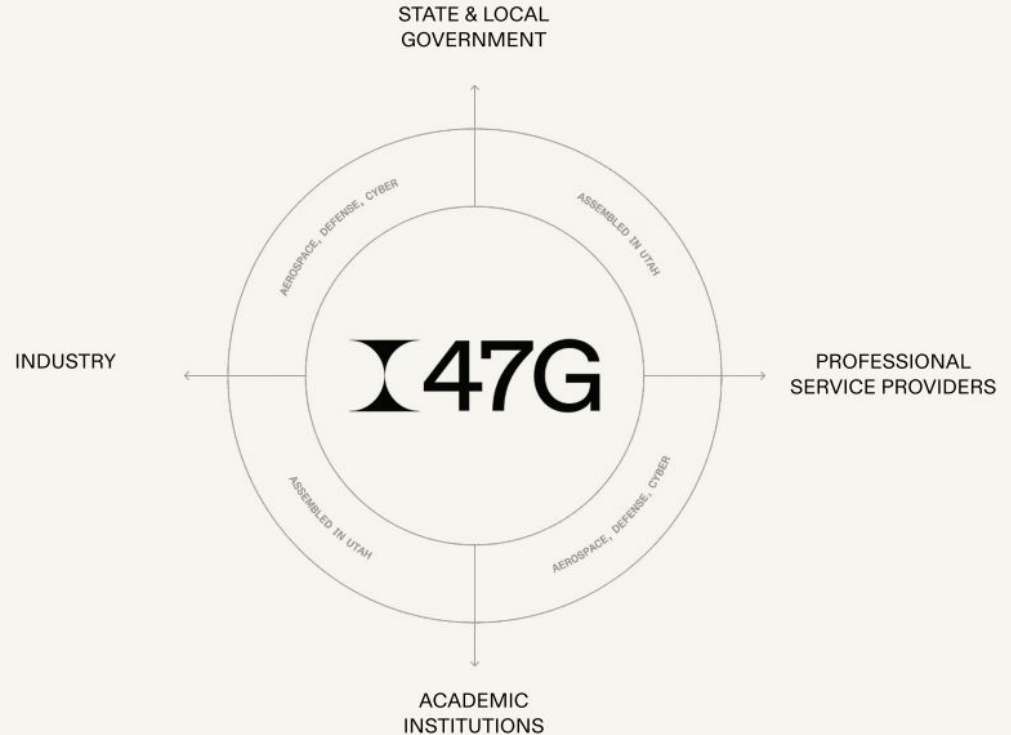 STATE & LOCAL
GOVERNMENT
AEROSPACE, DEFENSE, CYBER
ASSEMBLED IN UTAH
INDUSTRY
47G
PROFESSIONAL
SERVICE PROVIDERS
ASSEMBLED IN UTAH
AEROSPACE, DEFENSE, CYBER
ACADEMIC
INSTITUTIONS